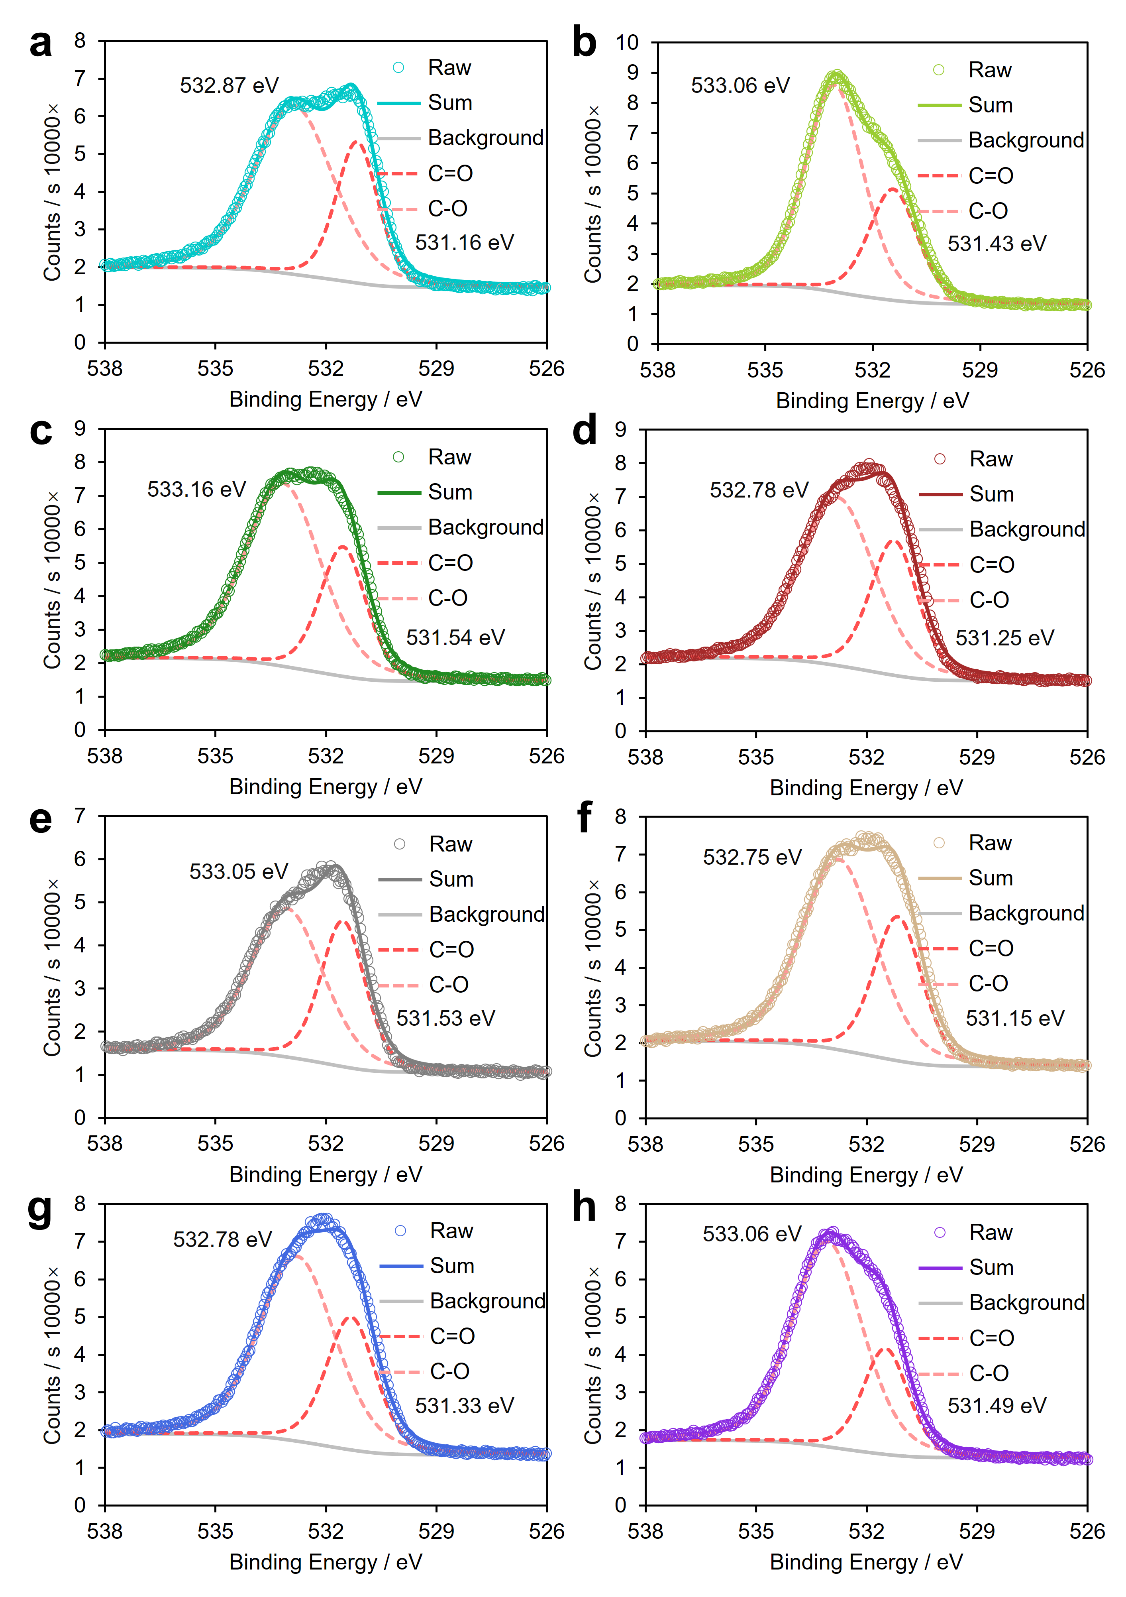 a
8
7
6
5
4
3
2
1
0
Counts / s 10000×
532.87 eV
Raw
Sum
Background
C=O
C-O
531.16 eV
538 535 532 529 526
Binding Energy / eV
b
10
9
8
7
6
5
4
3
2
1
0
Counts / s 10000×
533.06 eV
Raw
Sum
Background
C=O
C-O
531.43 eV
538 535 532 529 526
Binding Energy / eV
c
9
8
7
6
5
4
3
2
1
0
Counts / s 10000×
533.16 eV
Raw
Sum
Background
C=O
C-O
531.54 eV
538 535 532 529 526
Binding Energy / eV
d
9
8
7
6
5
4
3
2
1
0
Counts / s 10000×
532.78 eV
Raw
Sum
Background
C=O
C-O
531.25 eV
538 535 532 529 526
Binding Energy / eV
e
7
6
5
4
3
2
1
0
Counts / s 10000×
533.05 eV
Raw
Sum
Background
C=O
C-O
531.53 eV
538 535 532 529 526
Binding Energy / eV
f
8
7
6
5
4
3
2
1
0
Counts / s 10000×
532.75 eV
Raw
Sum
Background
C=O
C-O
531.15 eV
538 535 532 529 526
Binding Energy / eV
g
8
7
6
5
4
3
2
1
0
Counts / s 10000×
532.78 eV
Raw
Sum
Background
C=O
C-O
531.33 eV
538 535 532 529 526
Binding Energy / eV
h
8
7
6
5
4
3
2
1
0
Counts / s 10000×
533.06 eV
Raw
Sum
Background
C=O
C-O
531.49 eV
538 535 532 529 526
Binding Energy / eV